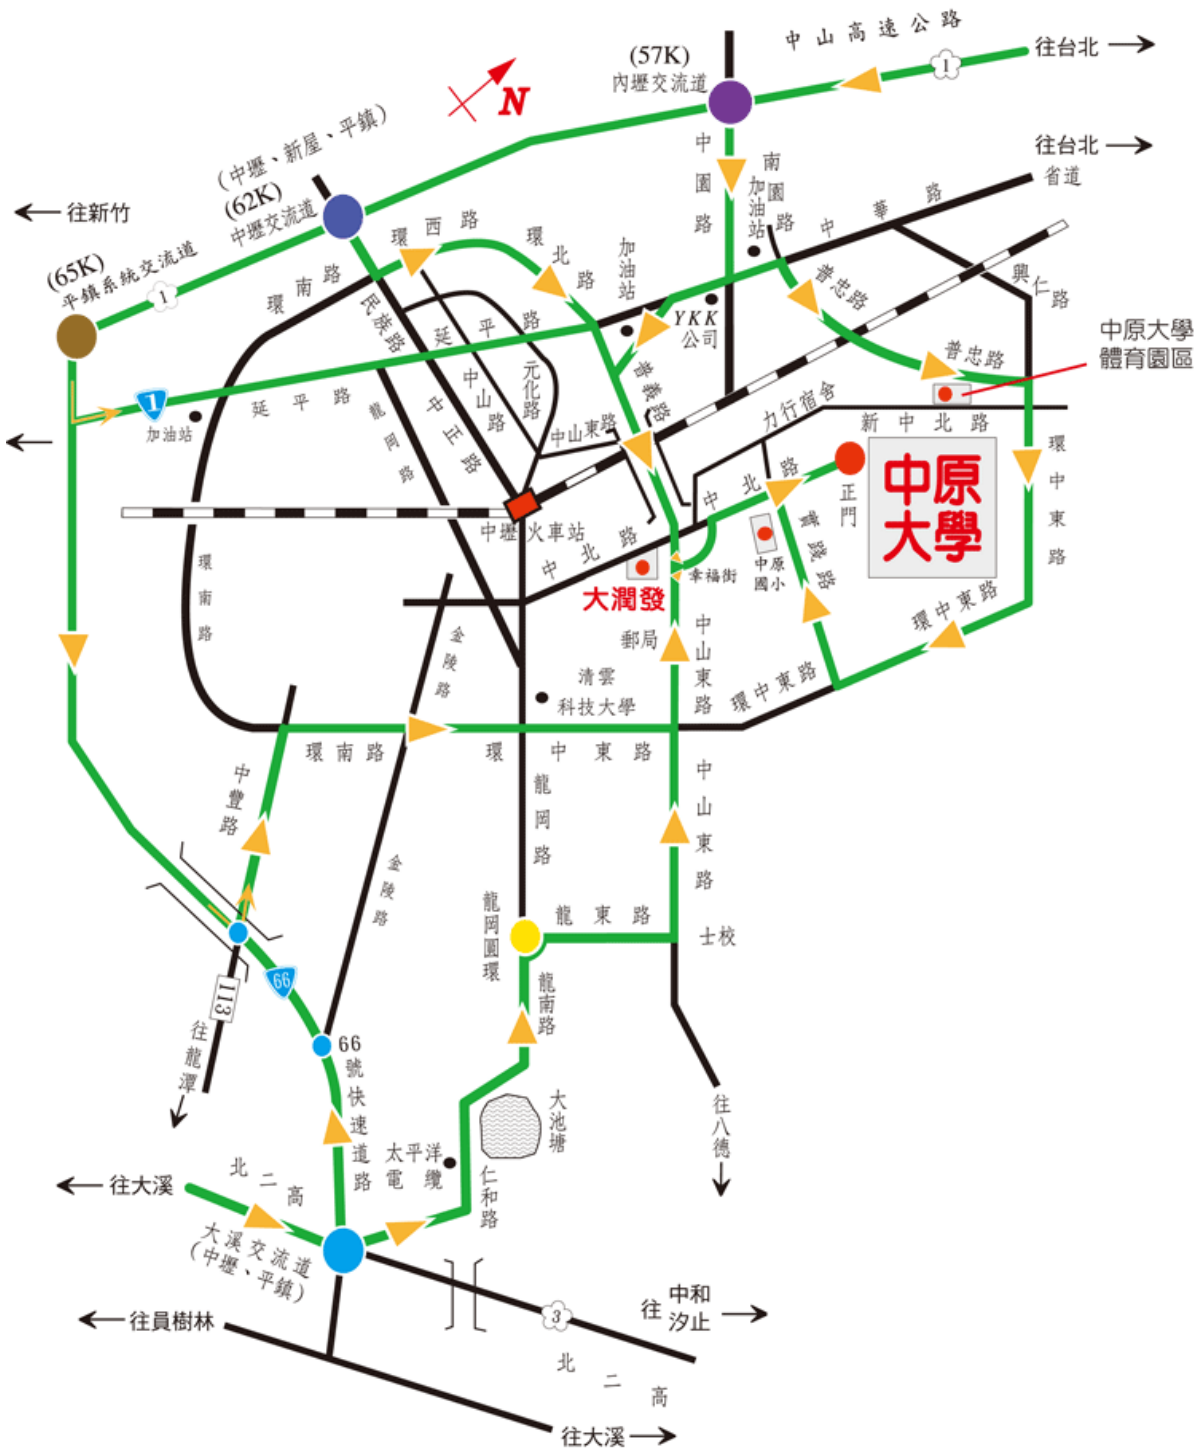 中山高速公路
1
往台北
(57K)
內壢交流道
N
往台北
省道
(中壢、新屋、平鎮)
(62K)
中壢交流道
往新竹
(65K)
平鎮系統交流道
1
中園路
南園路
加油站
中華路
環西路
環北路
加油站
環南路
民族路
延平路
YKK
公司
普忠路
興仁路
中原大學
體育園區
普忠路
1
加油站
延平路
龍岡路
中正路
中山路
元化路
中山東路
普義路
力行宿舍
新中北路
中原
大學
正門
環中東路
中北路
中壢火車站
中北路
大潤發
幸福街
中原
國小
實踐路
環南路
金陵路
郵局
中山東路
環中東路
清雲
科技大學
環中東路
環南路
環中東路
中豐路
龍岡路
中山東路
金陵路
龍岡圓環
龍東路
士校
66
113
往龍潭
龍南路
66
號快速道路
大池塘
往八德
太平洋
電纜
仁和路
往大溪
北二高
大溪交流道
(中壢、平鎮)
往員樹林
3
往中和
汐止
北二高
往大溪